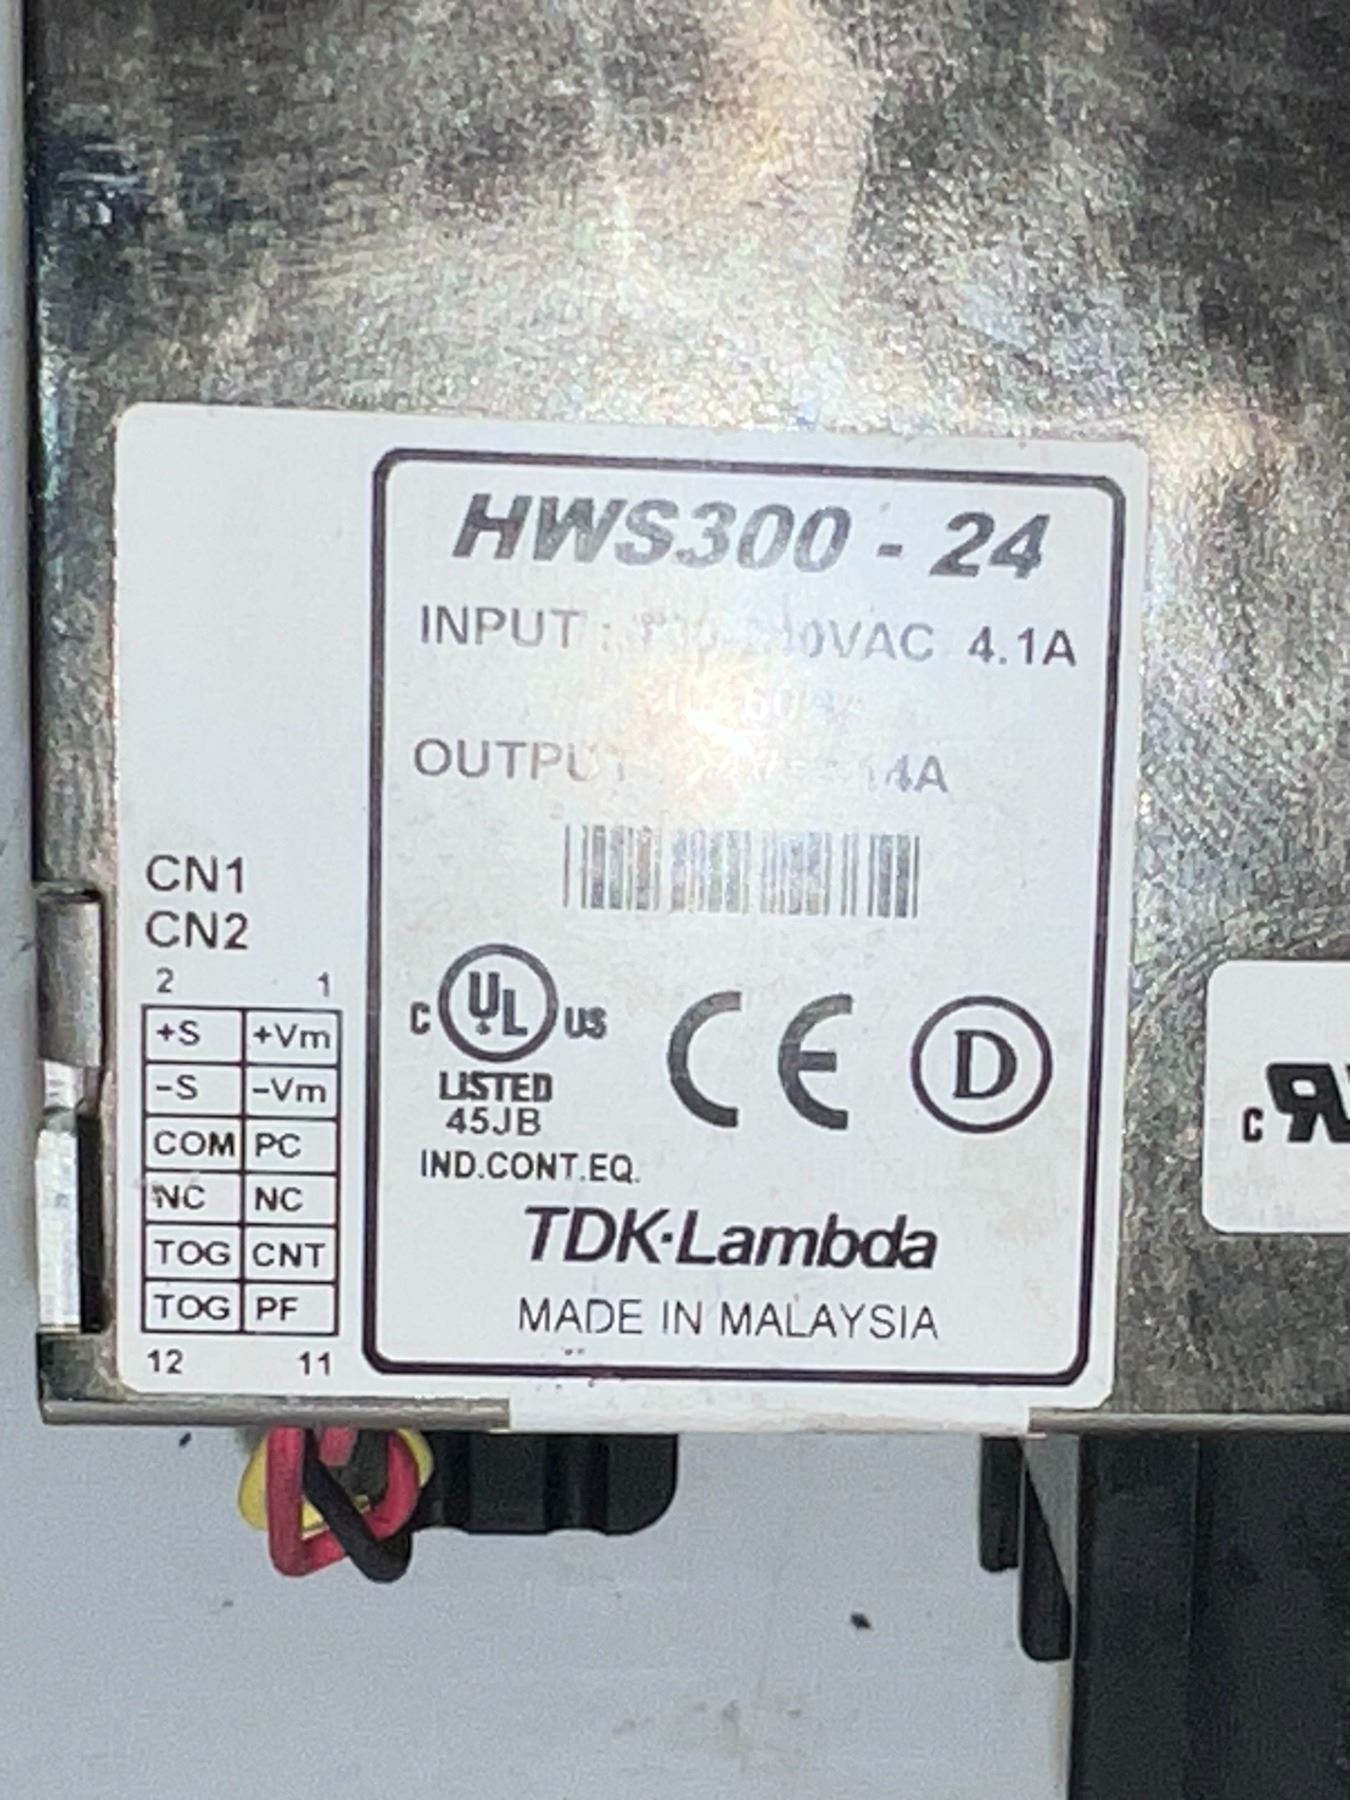 HWS300 - 24
INPUT : VAC 4.1A
OUTPUT
CN1
CN2
2 1
+S +Vm
-S -Vm
COM PC
NC NC
TOG CNT
TOG PF
12 11
C UL US
LISTED
45JB
IND.CONT.EQ.
CE
D
TDK·Lambda
MADE IN MALAYSIA
c